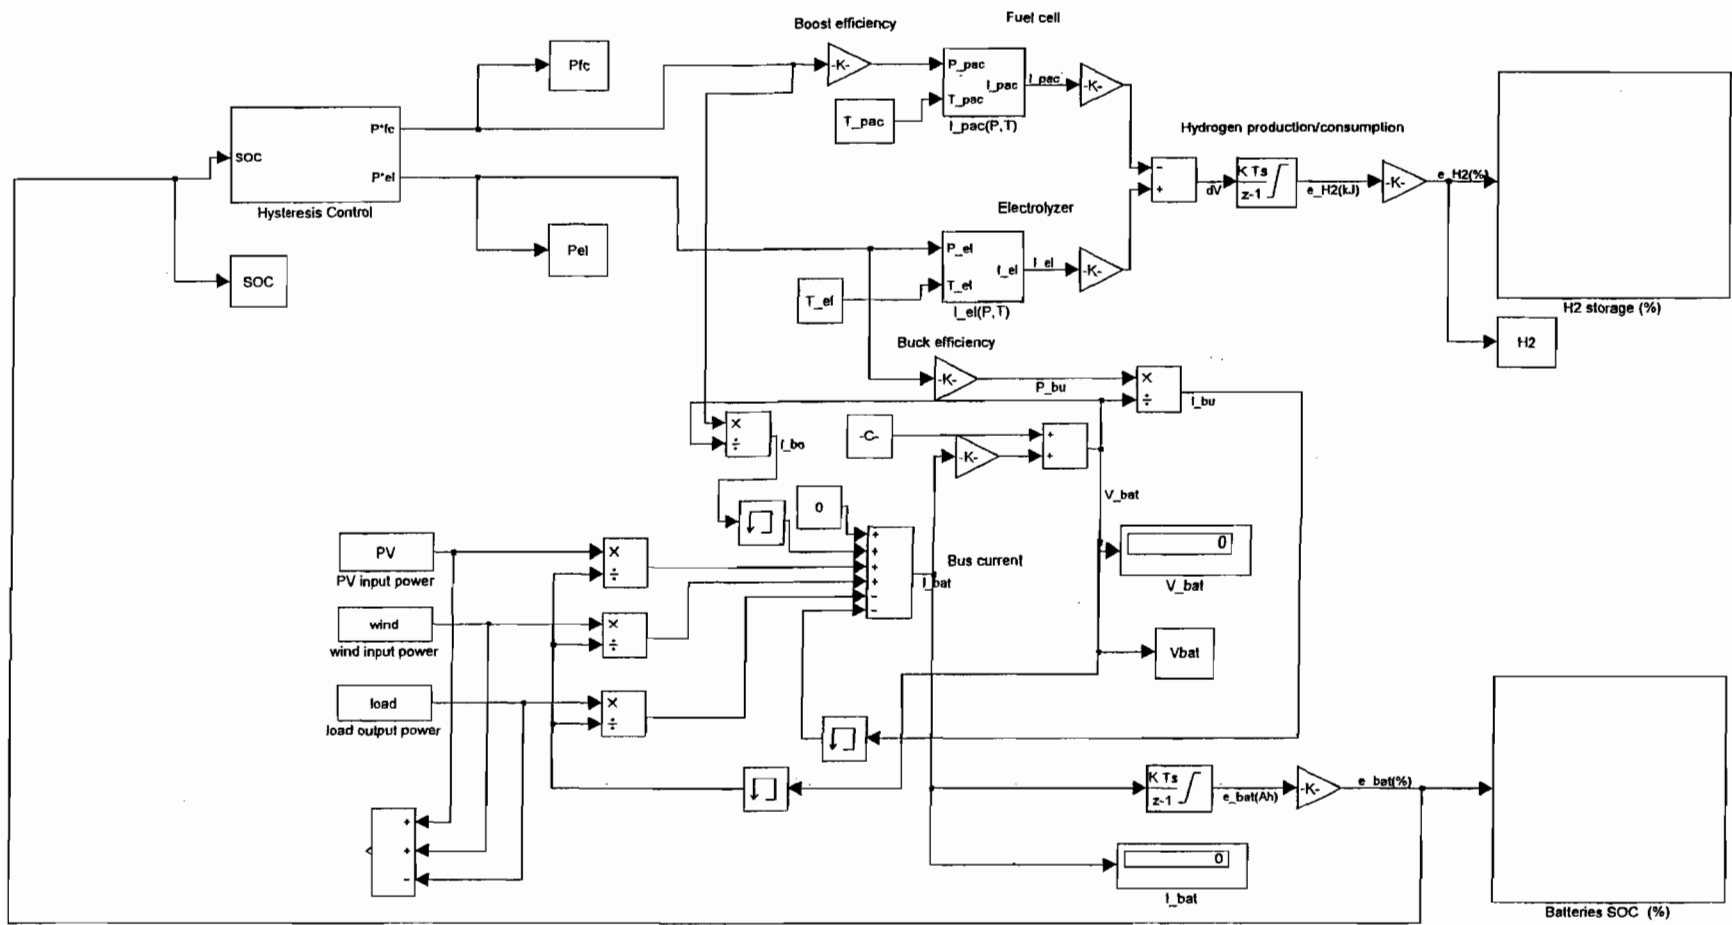 Fuel cell
Boost efficiency
Pfc
-K-
P_pac
I_pac
T_pac
I_pac
-K-
T_pac
I_pac(P,T)
P*fc
SOC
P*el
Hysteresis Control
Hydrogen production/consumption
-
+
dV
K Ts
z-1
e_H2(kJ)
-K-
e_H2(%)
H2 storage (%)
Electrolyzer
Pel
SOC
P_el
I_el
T_el
I_el
-K-
T_el
I_el(P,T)
H2
Buck efficiency
-K-
P_bu
×
÷
I_bu
×
÷
I_bo
-C-
-K-
+
+
V_bat
0
+
+
+
+
-
-
I_bat
Bus current
0
V_bat
PV
PV input power
×
÷
wind
wind input power
×
÷
load
load output power
×
÷
Vbat
K Ts
z-1
e_bat(Ah)
-K-
e_bat(%)
+
+
-
0
I_bat
Batteries SOC (%)